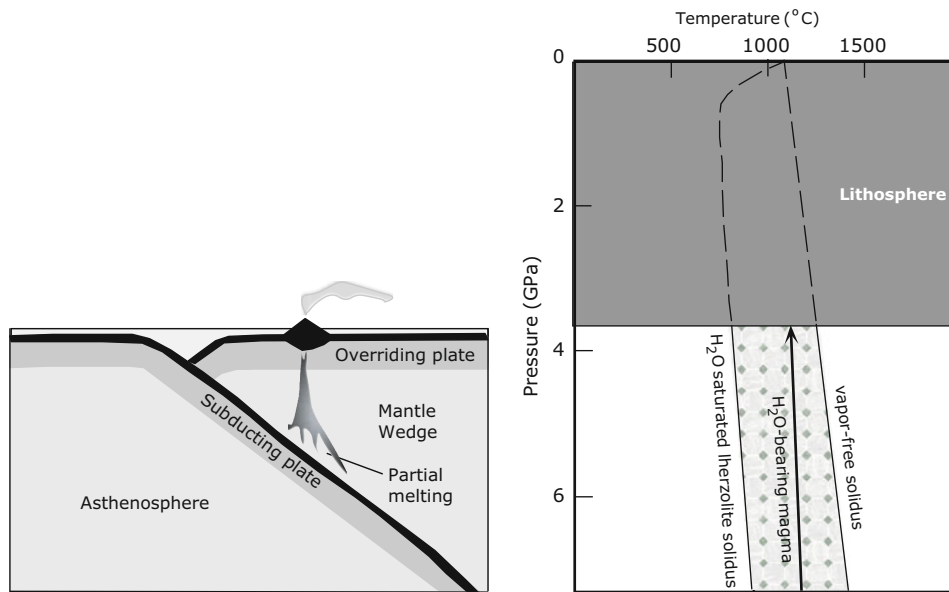 Overriding plate
Mantle
Wedge
Subducting plate
Partial
melting
Asthenosphere
Temperature (°C)
500
1000
1500
0
2
4
6
Pressure (GPa)
Lithosphere
H₂O saturated lherzolite solidus
H₂O-bearing
magma
vapor-free solidus